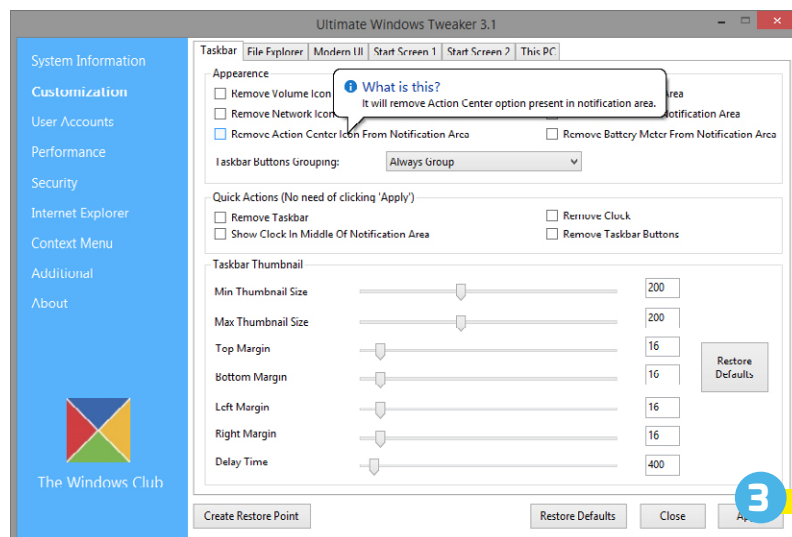 Ultimate Windows Tweaker 3.1
System Information
Customization
User Accounts
Performance
Security
Internet Explorer
Context Menu
Additional
About
The Windows Club
Taskbar File Explorer Modern UI Start Screen 1 Start Screen 2 This PC
Appearence
Remove Volume Icon Area
What is this?
It will remove Action Center option present in notification area.
Remove Network Icon Notification Area
Remove Action Center Icon From Notification Area Remove Battery Meter From Notification Area
Taskbar Buttons Grouping: Always Group
Quick Actions (No need of clicking 'Apply')
Remove Taskbar Remove Clock
Show Clock In Middle Of Notification Area Remove Taskbar Buttons
Taskbar Thumbnail
Min Thumbnail Size 200
Max Thumbnail Size 200
Top Margin 16
Bottom Margin 16
Restore
Defaults
Left Margin 16
Right Margin 16
Delay Time 400
Create Restore Point Restore Defaults Close
3